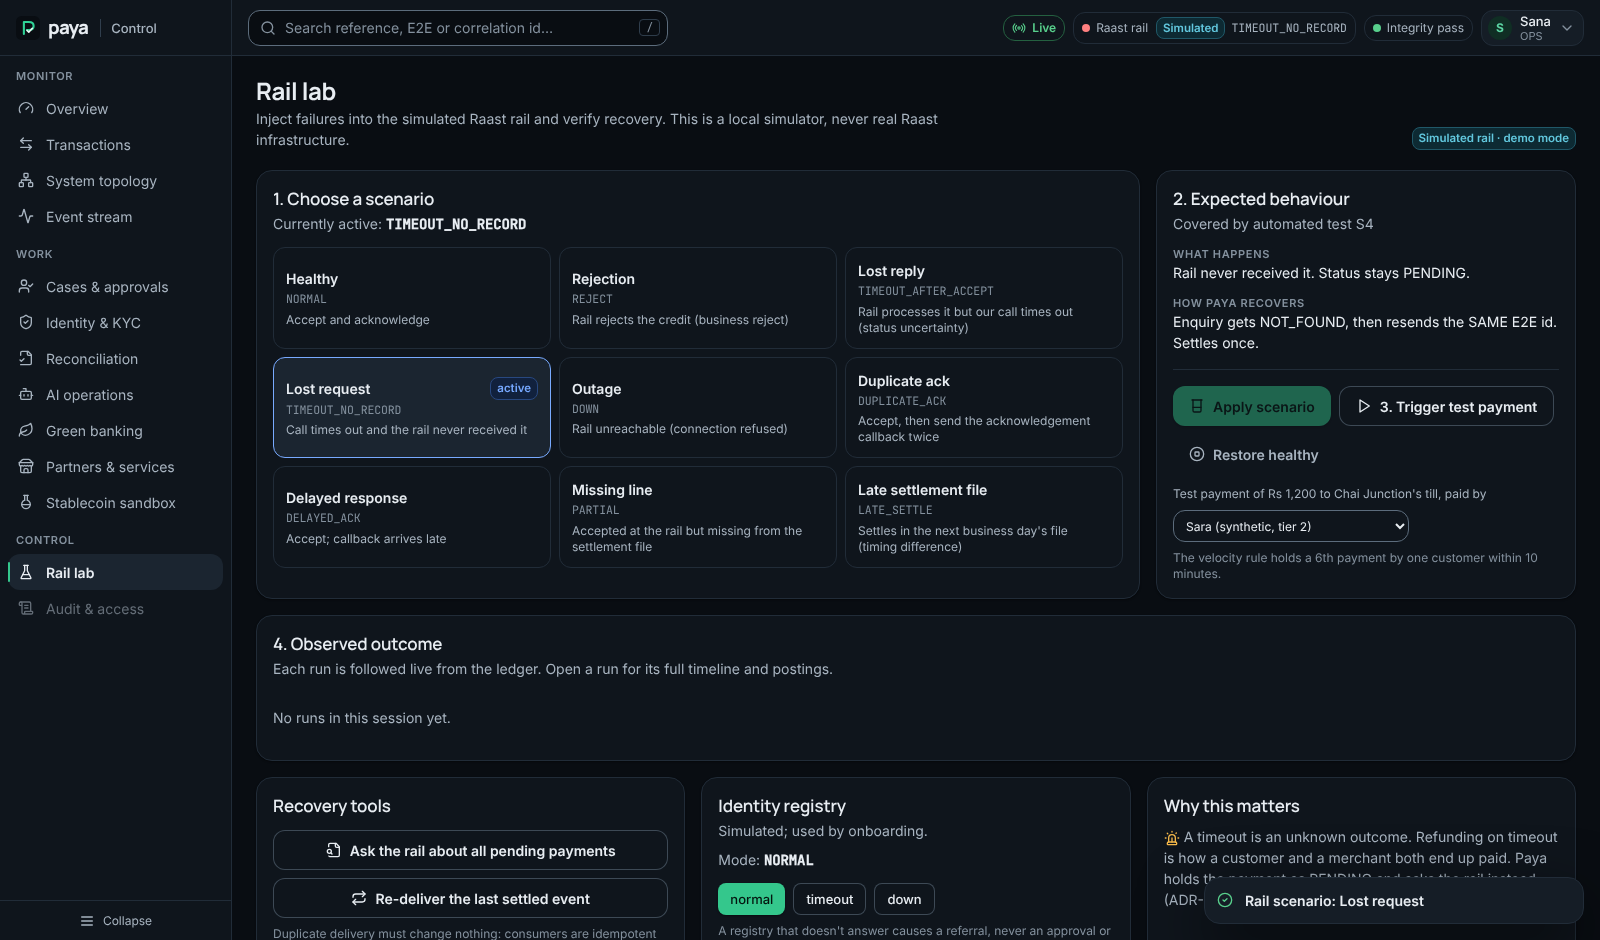 paya
Control
Search reference, E2E or correlation id...
/
Live
Raast rail
Simulated
TIMEOUT_NO_RECORD
Integrity pass
S
Sana
OPS
MONITOR
Overview
Transactions
System topology
Event stream
WORK
Cases & approvals
Identity & KYC
Reconciliation
AI operations
Green banking
Partners & services
Stablecoin sandbox
CONTROL
Rail lab
Audit & access
Collapse
Rail lab
Inject failures into the simulated Raast rail and verify recovery. This is a local simulator, never real Raast
infrastructure.
Simulated rail · demo mode
1. Choose a scenario
Currently active: TIMEOUT_NO_RECORD
Healthy
NORMAL
Accept and acknowledge
Rejection
REJECT
Rail rejects the credit (business reject)
Lost reply
TIMEOUT_AFTER_ACCEPT
Rail processes it but our call times out
(status uncertainty)
Lost request
active
TIMEOUT_NO_RECORD
Call times out and the rail never received it
Outage
DOWN
Rail unreachable (connection refused)
Duplicate ack
DUPLICATE_ACK
Accept, then send the acknowledgement
callback twice
Delayed response
DELAYED_ACK
Accept; callback arrives late
Missing line
PARTIAL
Accepted at the rail but missing from the
settlement file
Late settlement file
LATE_SETTLE
Settles in the next business day's file
(timing difference)
2. Expected behaviour
Covered by automated test S4
WHAT HAPPENS
Rail never received it. Status stays PENDING.
HOW PAYA RECOVERS
Enquiry gets NOT_FOUND, then resends the SAME E2E id.
Settles once.
Apply scenario
3. Trigger test payment
Restore healthy
Test payment of Rs 1,200 to Chai Junction's till, paid by
Sara (synthetic, tier 2)
The velocity rule holds a 6th payment by one customer within 10
minutes.
4. Observed outcome
Each run is followed live from the ledger. Open a run for its full timeline and postings.
No runs in this session yet.
Recovery tools
Ask the rail about all pending payments
Re-deliver the last settled event
Duplicate delivery must change nothing: consumers are idempotent
Identity registry
Simulated; used by onboarding.
Mode: NORMAL
normal
timeout
down
A registry that doesn't answer causes a referral, never an approval or
Why this matters
A timeout is an unknown outcome. Refunding on timeout
is how a customer and a merchant both end up paid. Paya
holds the payment as PENDING and asks the rail instead
(ADR-
Rail scenario: Lost request